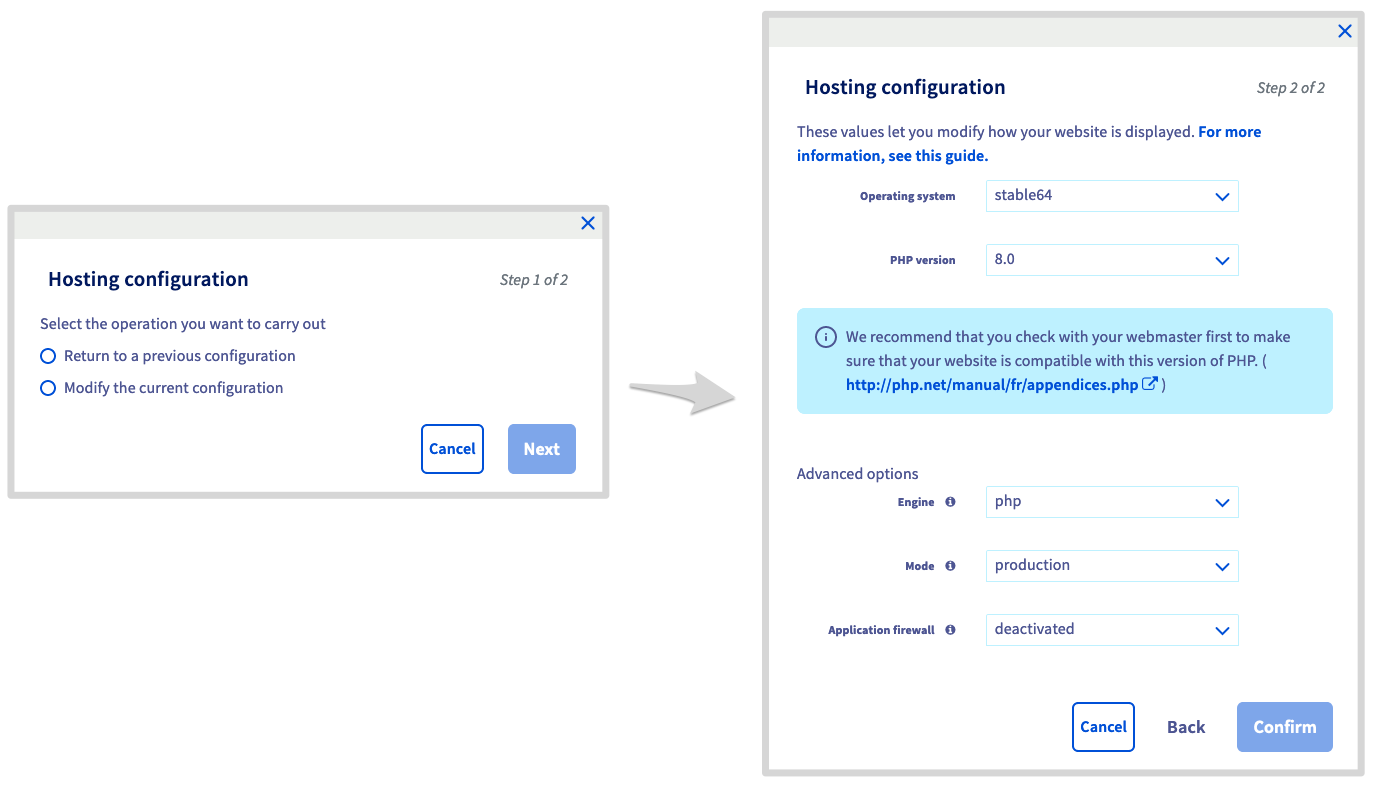 Hosting configuration
Step 1 of 2
Select the operation you want to carry out
Return to a previous configuration
Modify the current configuration
Cancel
Next
Hosting configuration
Step 2 of 2
These values let you modify how your website is displayed. For more
information, see this guide.
Operating system
stable64
PHP version
8.0
We recommend that you check with your webmaster first to make
sure that your website is compatible with this version of PHP. (
http://php.net/manual/fr/appendices.php )
Advanced options
Engine
php
Mode
production
Application firewall
deactivated
Cancel
Back
Confirm